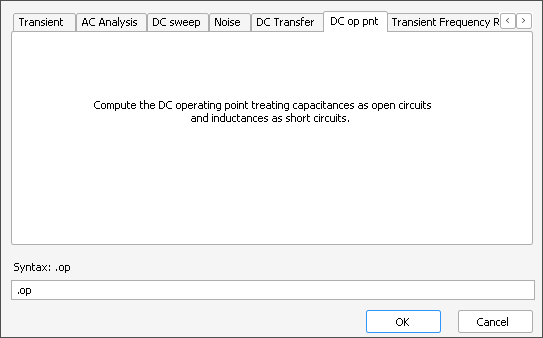 Transient AC Analysis DC sweep Noise DC Transfer DC op pnt Transient Frequency R
Compute the DC operating point treating capacitances as open circuits
and inductances as short circuits.
Syntax: .op
.op
OK Cancel